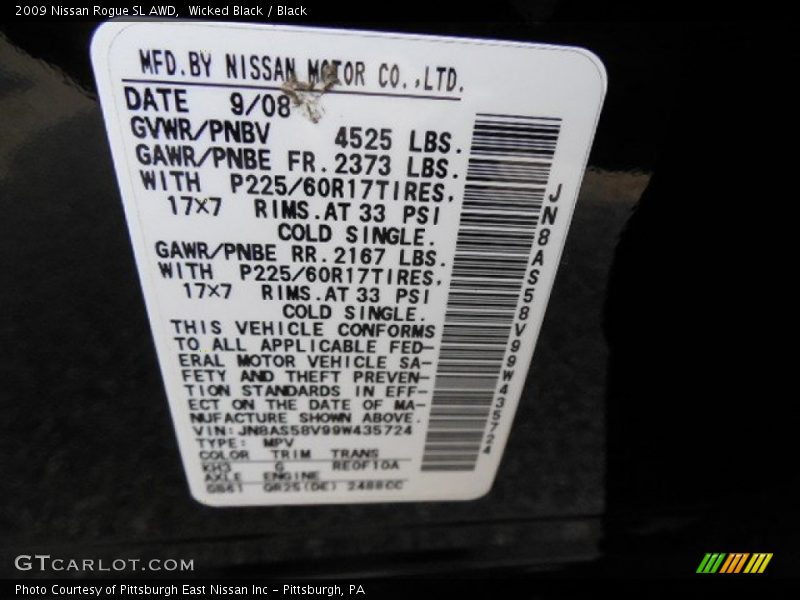 2009 Nissan Rogue SL AWD,  Wicked Black / Black
MFD.BY NISSAN MOTOR CO.,LTD.
DATE 9/08
GVWR/PNBV 4525 LBS.
GAWR/PNBE FR.2373 LBS.
WITH P225/60R17TIRES,
17×7 RIMS.AT 33 PSI
COLD SINGLE.
GAWR/PNBE RR.2167 LBS.
WITH P225/60R17TIRES,
17×7 RIMS.AT 33 PSI
COLD SINGLE.
THIS VEHICLE CONFORMS
TO ALL APPLICABLE FED-
ERAL MOTOR VEHICLE SA-
FETY AND THEFT PREVEN-
TION STANDARDS IN EFF-
ECT ON THE DATE OF MA-
NUFACTURE SHOWN ABOVE.
VIN:JN8AS58V99W435724
TYPE: MPV
COLOR TRIM TRANS
KH3 G RE0F10A
AXLE ENGINE
GB61 QR25(DE) 2488CC
JN8AS58V99W435724
GTCARLOT.COM
Photo Courtesy of Pittsburgh East Nissan Inc - Pittsburgh, PA